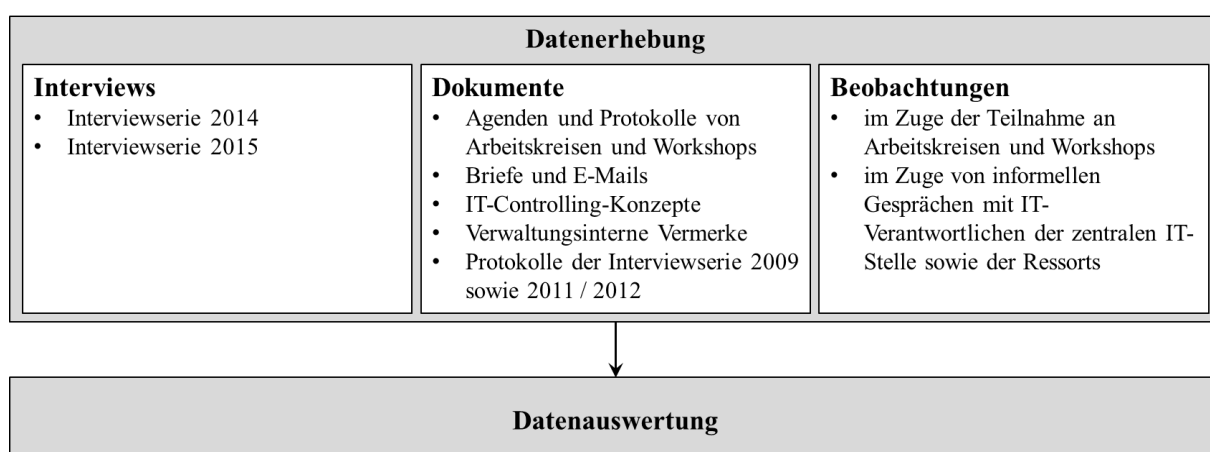 Datenerhebung
Interviews
• Interviewserie 2014
• Interviewserie 2015
Dokumente
• Agenden und Protokolle von
Arbeitskreisen und Workshops
• Briefe und E-Mails
• IT-Controlling-Konzepte
• Verwaltungsinterne Vermerke
• Protokolle der Interviewserie 2009
sowie 2011 / 2012
Beobachtungen
• im Zuge der Teilnahme an
Arbeitskreisen und Workshops
• im Zuge von informellen
Gesprächen mit IT-
Verantwortlichen der zentralen IT-
Stelle sowie der Ressorts
Datenauswertung